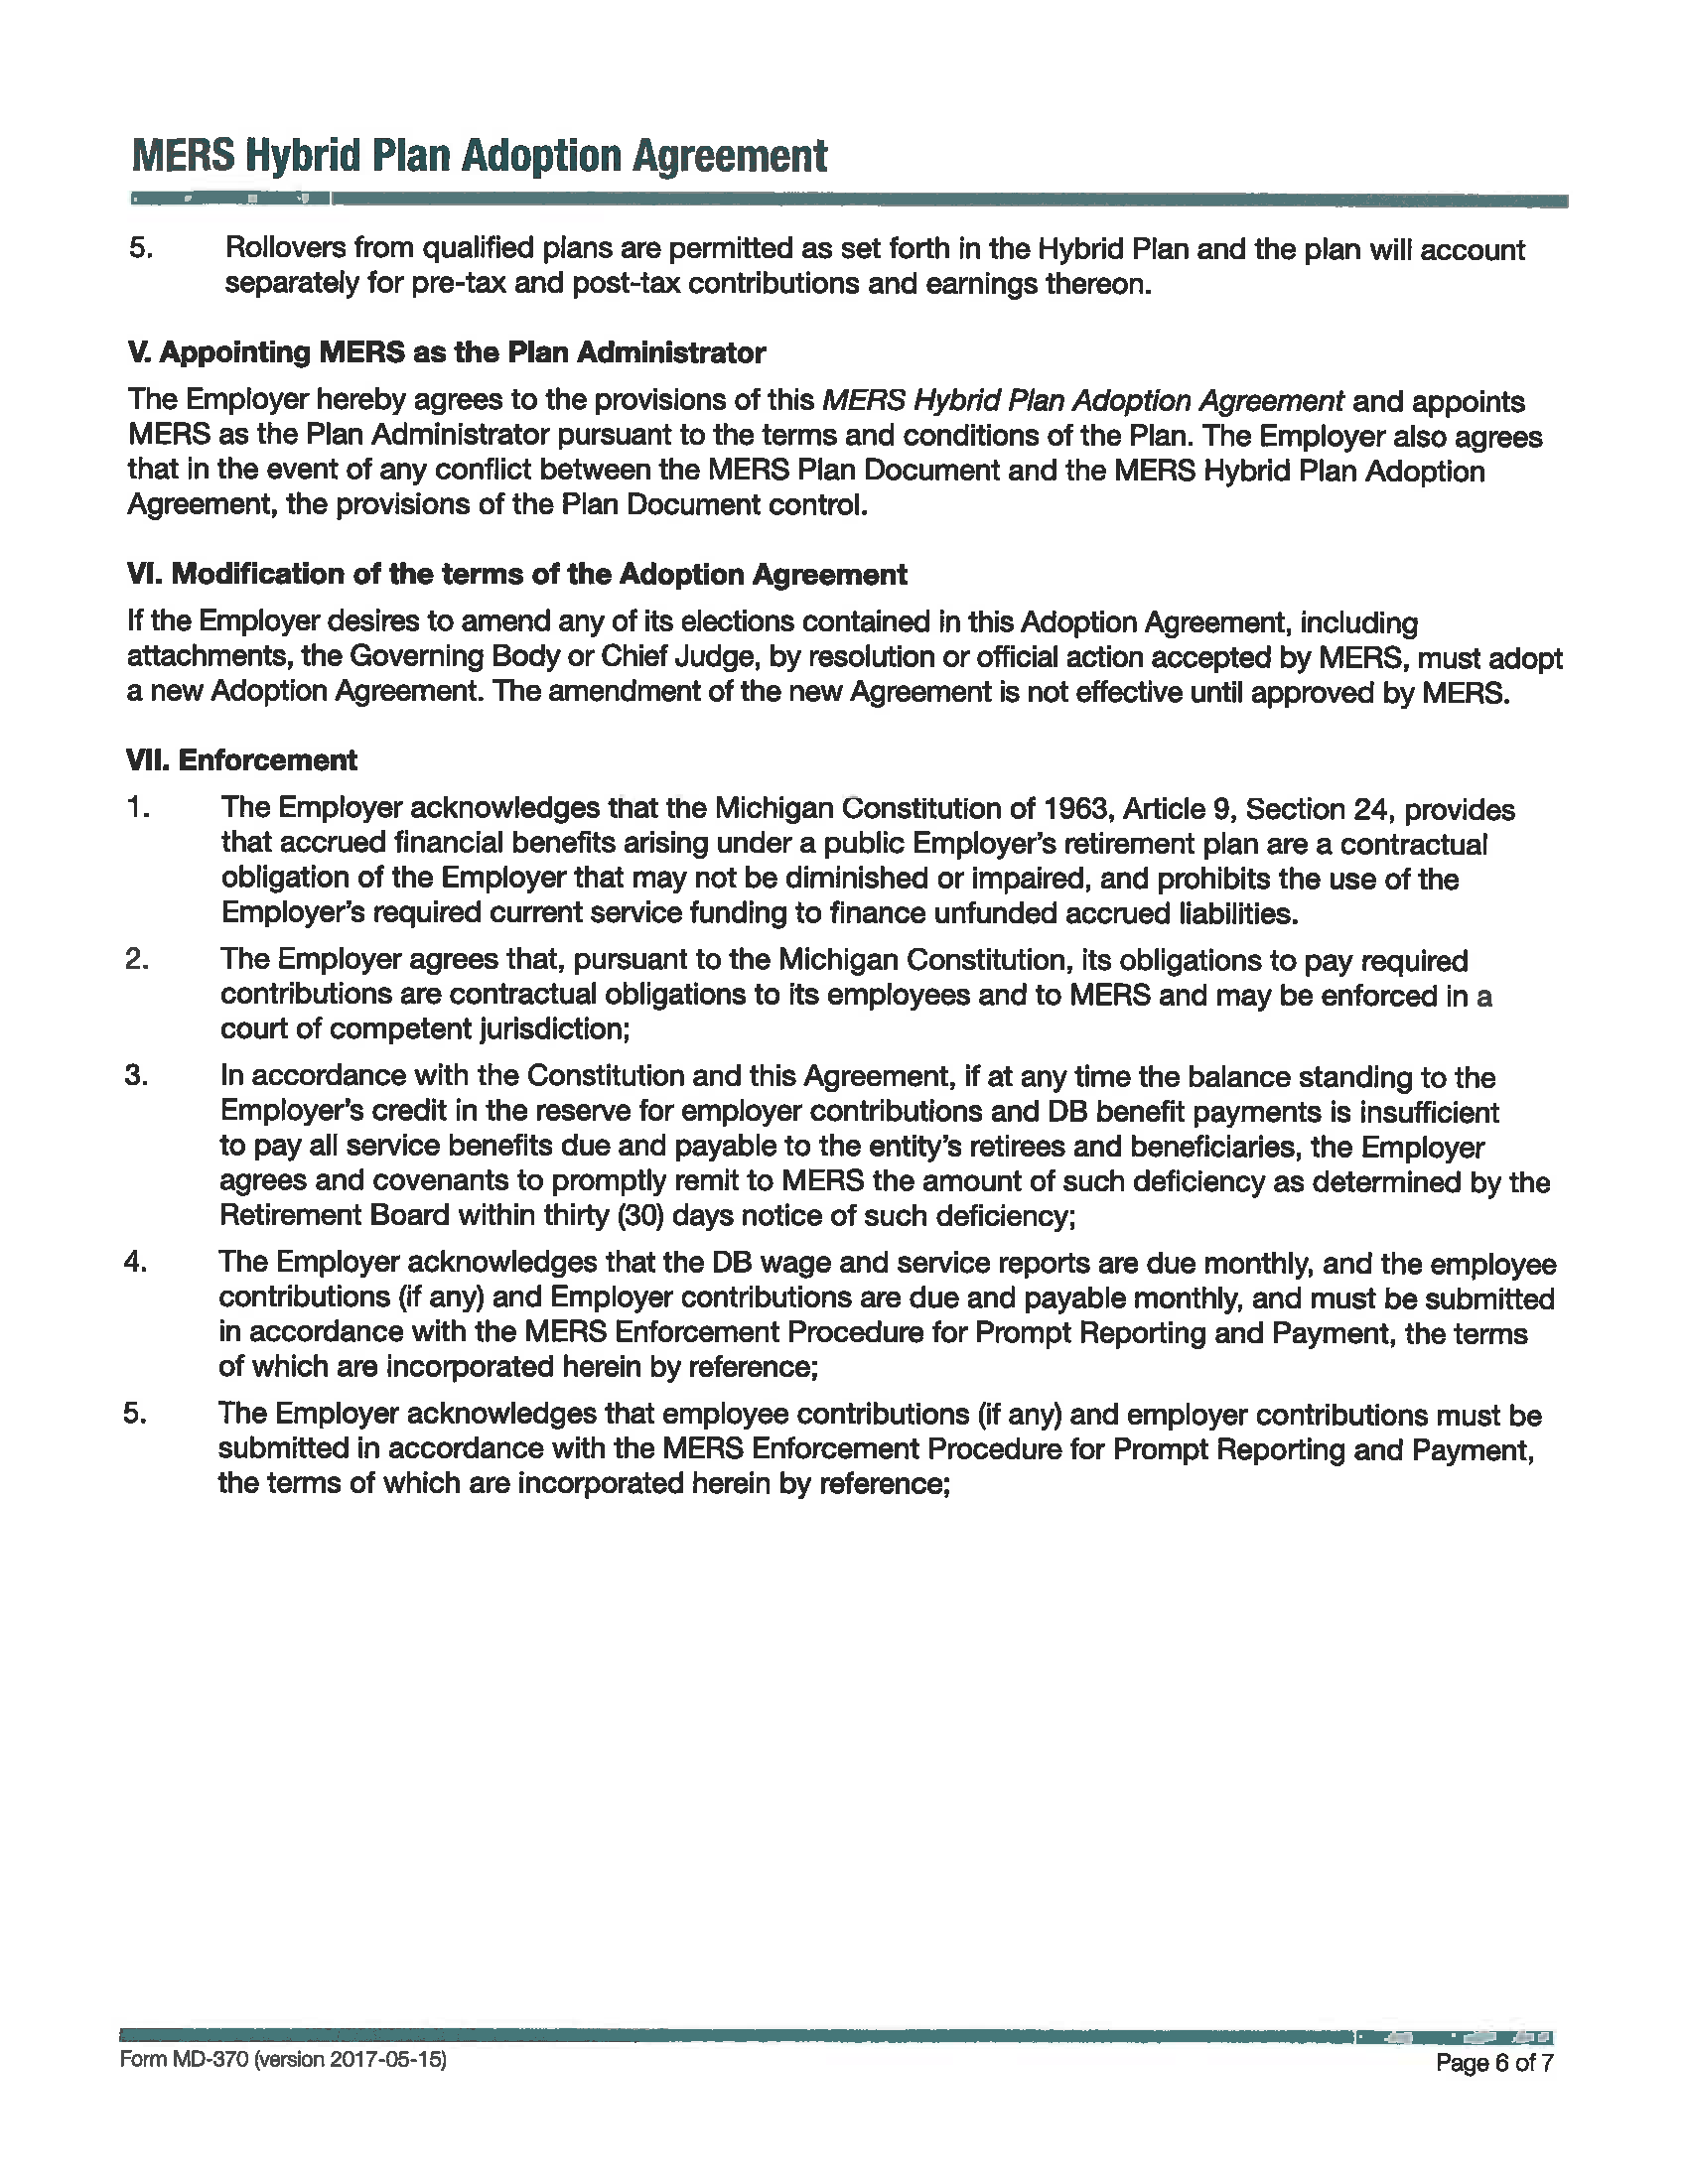 MERS Hybrid Plan Adoption Agreement
5. Rollovers from qualified plans are permitted as set forth in the Hybrid Plan and the plan will account
separately for pre-tax and post-tax contributions and earnings thereon.
V. Appointing MERS as the Plan Administrator
The Employer hereby agrees to the provisions of this MERS Hybrid Plan Adoption Agreement and appoints
MERS as the Plan Administrator pursuant to the terms and conditions of the Plan. The Employer also agrees
that in the event of any conflict between the MERS Plan Document and the MERS Hybrid Plan Adoption
Agreement, the provisions of the Plan Document control.
VI. Modification of the terms of the Adoption Agreement
If the Employer desires to amend any of its elections contained in this Adoption Agreement, including
attachments, the Governing Body or Chief Judge, by resolution or official action accepted by MERS, must adopt
a new Adoption Agreement. The amendment of the new Agreement is not effective until approved by MERS.
VII. Enforcement
1. The Employer acknowledges that the Michigan Constitution of 1963, Article 9, Section 24, provides
that accrued financial benefits arising under a public Employer's retirement plan are a contractual
obligation of the Employer that may not be diminished or impaired, and prohibits the use of the
Employer's required current service funding to finance unfunded accrued liabilities.
2. The Employer agrees that, pursuant to the Michigan Constitution, its obligations to pay required
contributions are contractual obligations to its employees and to MERS and may be enforced in a
court of competent jurisdiction;
3. In accordance with the Constitution and this Agreement, if at any time the balance standing to the
Employer's credit in the reserve for employer contributions and DB benefit payments is insufficient
to pay all service benefits due and payable to the entity's retirees and beneficiaries, the Employer
agrees and covenants to promptly remit to MERS the amount of such deficiency as determined by the
Retirement Board within thirty (30) days notice of such deficiency;
4. The Employer acknowledges that the DB wage and service reports are due monthly, and the employee
contributions (if any) and Employer contributions are due and payable monthly, and must be submitted
in accordance with the MERS Enforcement Procedure for Prompt Reporting and Payment, the terms
of which are incorporated herein by reference;
5. The Employer acknowledges that employee contributions (if any) and employer contributions must be
submitted in accordance with the MERS Enforcement Procedure for Prompt Reporting and Payment,
the terms of which are incorporated herein by reference;
Form MD-370 (version 2017-05-15)
Page 6 of 7